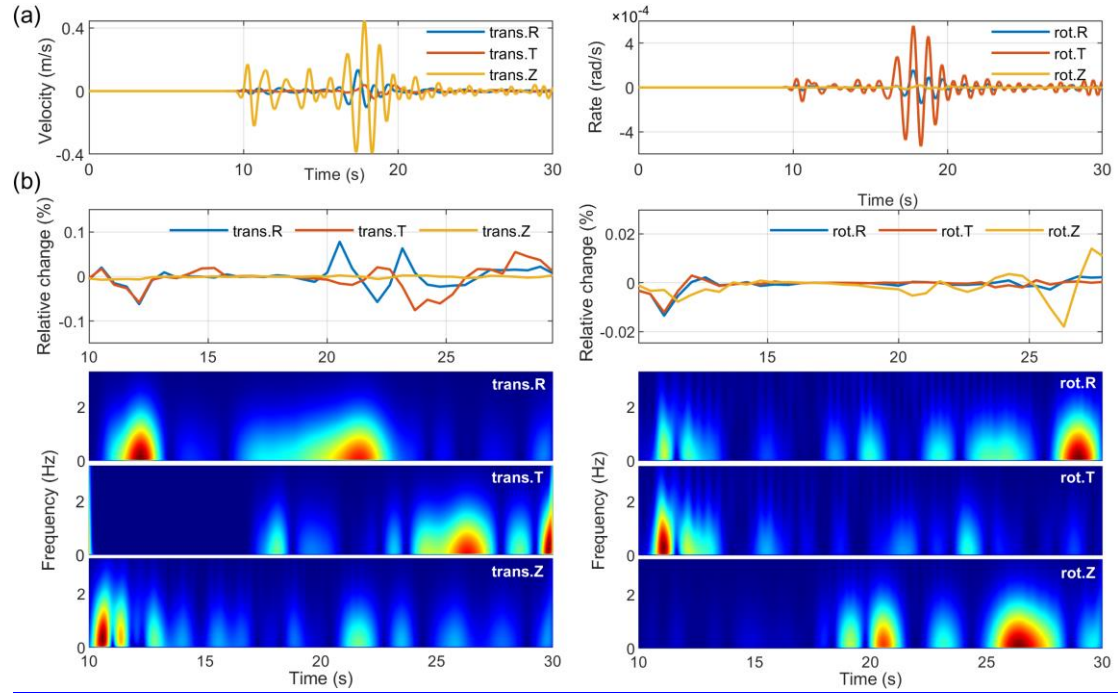 (a)
0.4
0
-0.4
Velocity (m/s)
trans.R
trans.T
trans.Z
0
10
20
30
Time (s)
×10⁻⁴
4
0
-4
Rate (rad/s)
rot.R
rot.T
rot.Z
0
10
20
30
Time (s)
(b)
0.1
0
-0.1
Relative change (%)
trans.R
trans.T
trans.Z
10
15
20
25
0.02
0
-0.02
Relative change (%)
rot.R
rot.T
rot.Z
10
15
20
25
Frequency (Hz)
2
0
trans.R
2
0
trans.T
2
0
trans.Z
10
15
20
25
30
Time (s)
Frequency (Hz)
2
0
rot.R
2
0
rot.T
2
0
rot.Z
10
15
20
25
30
Time (s)